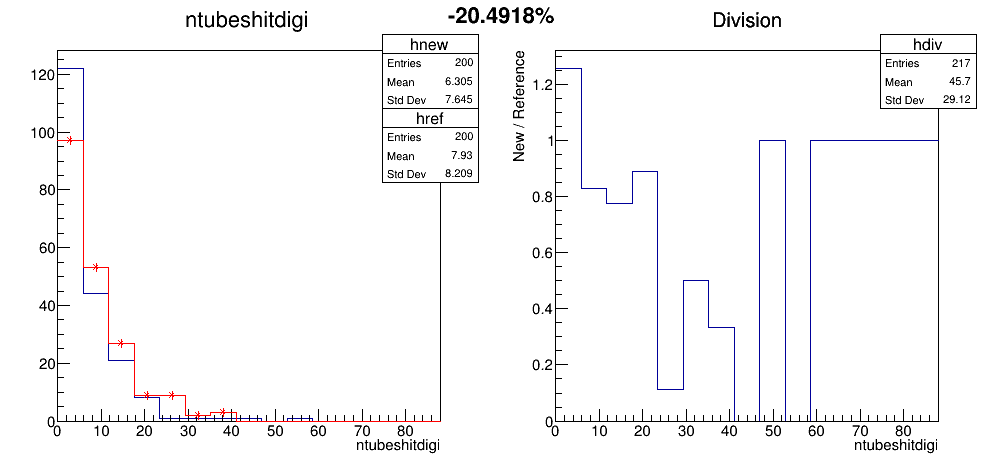 -20.4918%
ntubeshitdigi
hnew
Entries 200
Mean 6.305
Std Dev 7.645
href
Entries 200
Mean 7.93
Std Dev 8.209
120
100
80
60
40
20
0
0 10 20 30 40 50 60 70 80
ntubeshitdigi
Division
hdiv
Entries 217
Mean 45.7
Std Dev 29.12
New / Reference
1.2
1
0.8
0.6
0.4
0.2
0
0 10 20 30 40 50 60 70 80
ntubeshitdigi